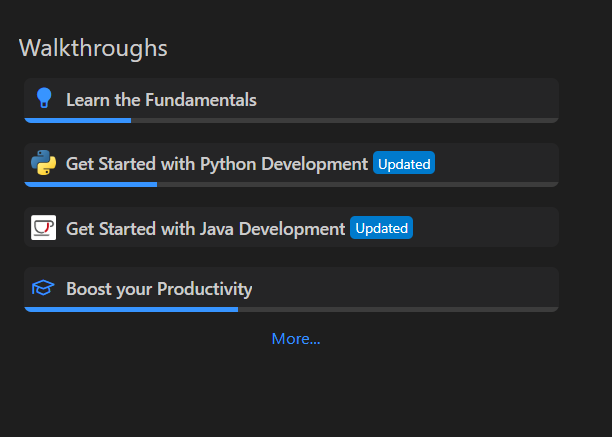 Walkthroughs
Learn the Fundamentals
Get Started with Python Development Updated
Get Started with Java Development Updated
Boost your Productivity
More...